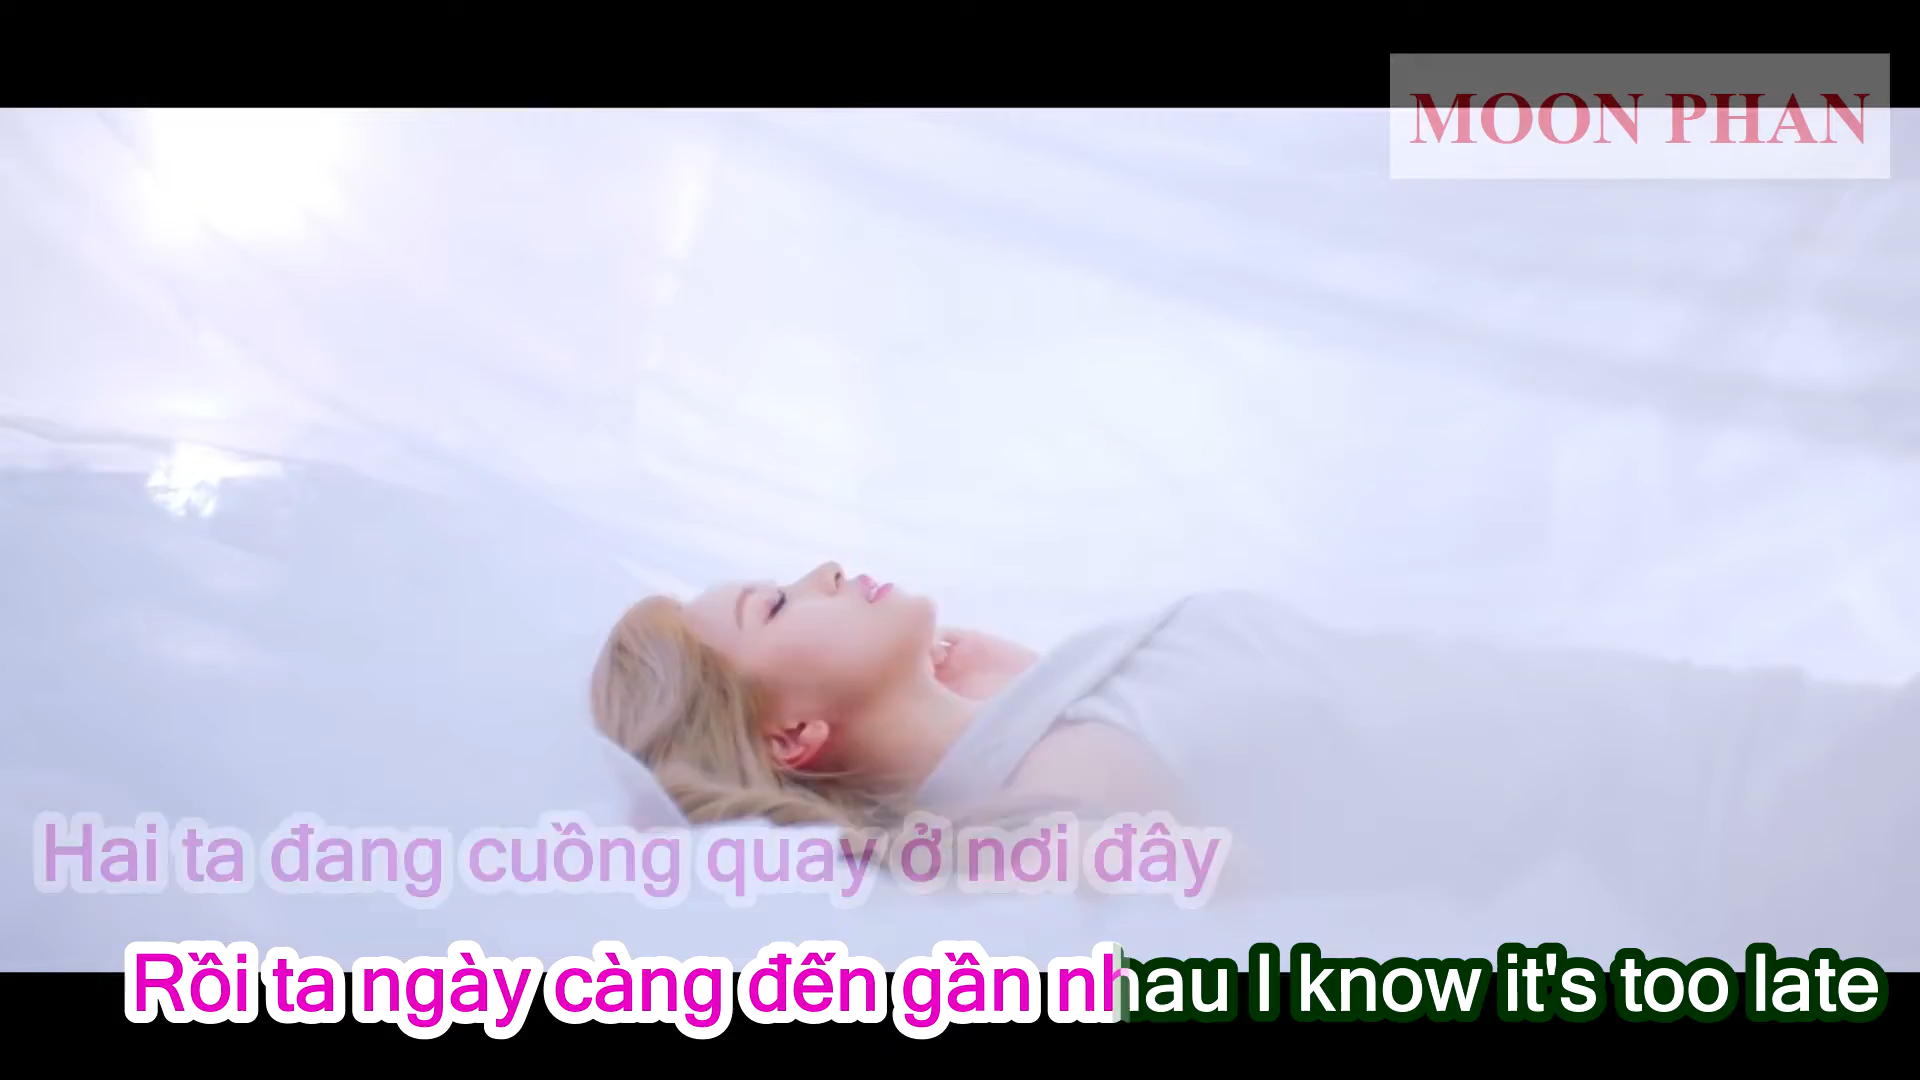 MOON PHAN
Hai ta đang cuồng quay ở nơi đây
Rồi ta ngày càng đến gần nhau I know it's too late